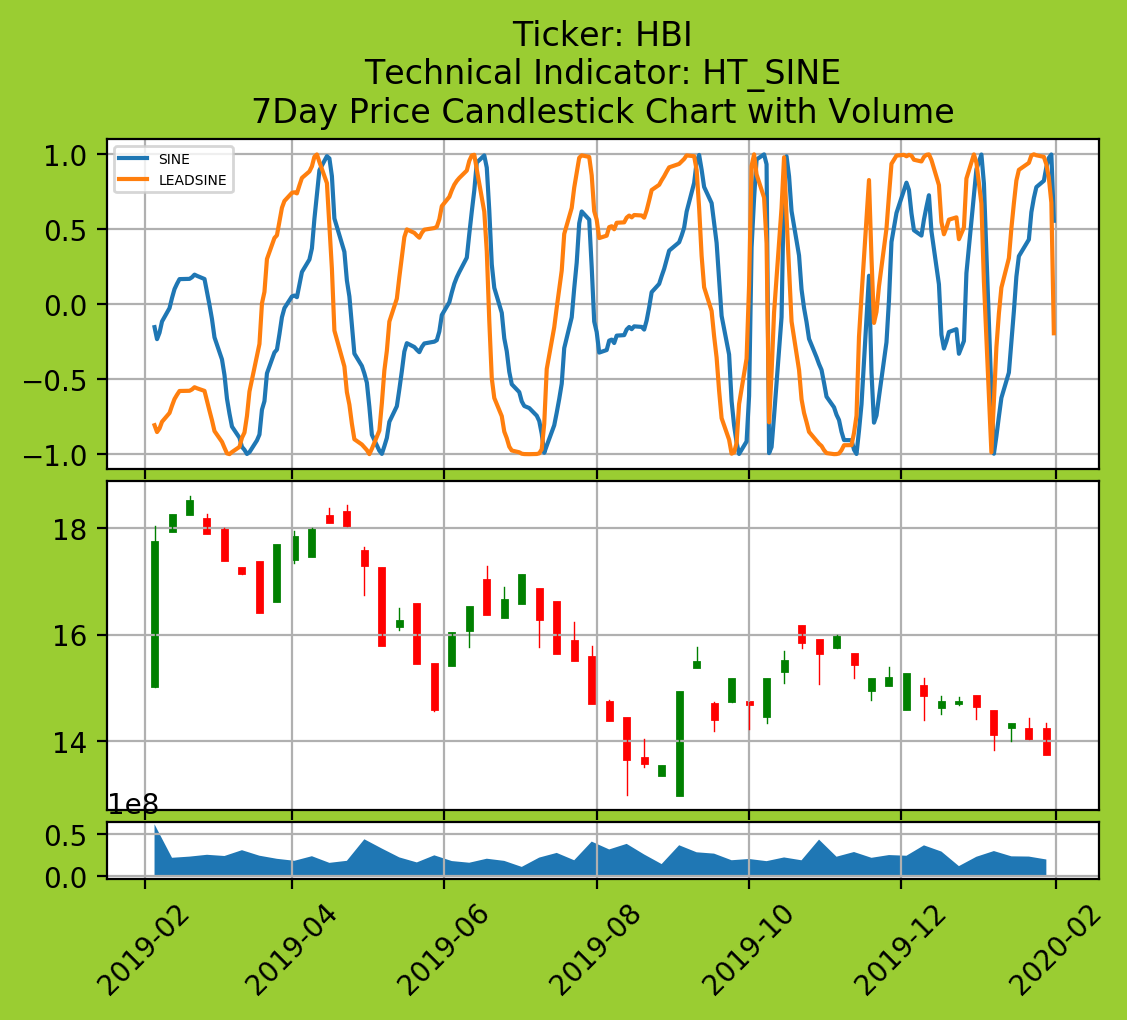 Ticker: HBI
Technical Indicator: HT_SINE
7Day Price Candlestick Chart with Volume
1.0
0.5
0.0
−0.5
−1.0
SINE
LEADSINE
18
16
14
1e8
0.5
0.0
2019-02
2019-04
2019-06
2019-08
2019-10
2019-12
2020-02